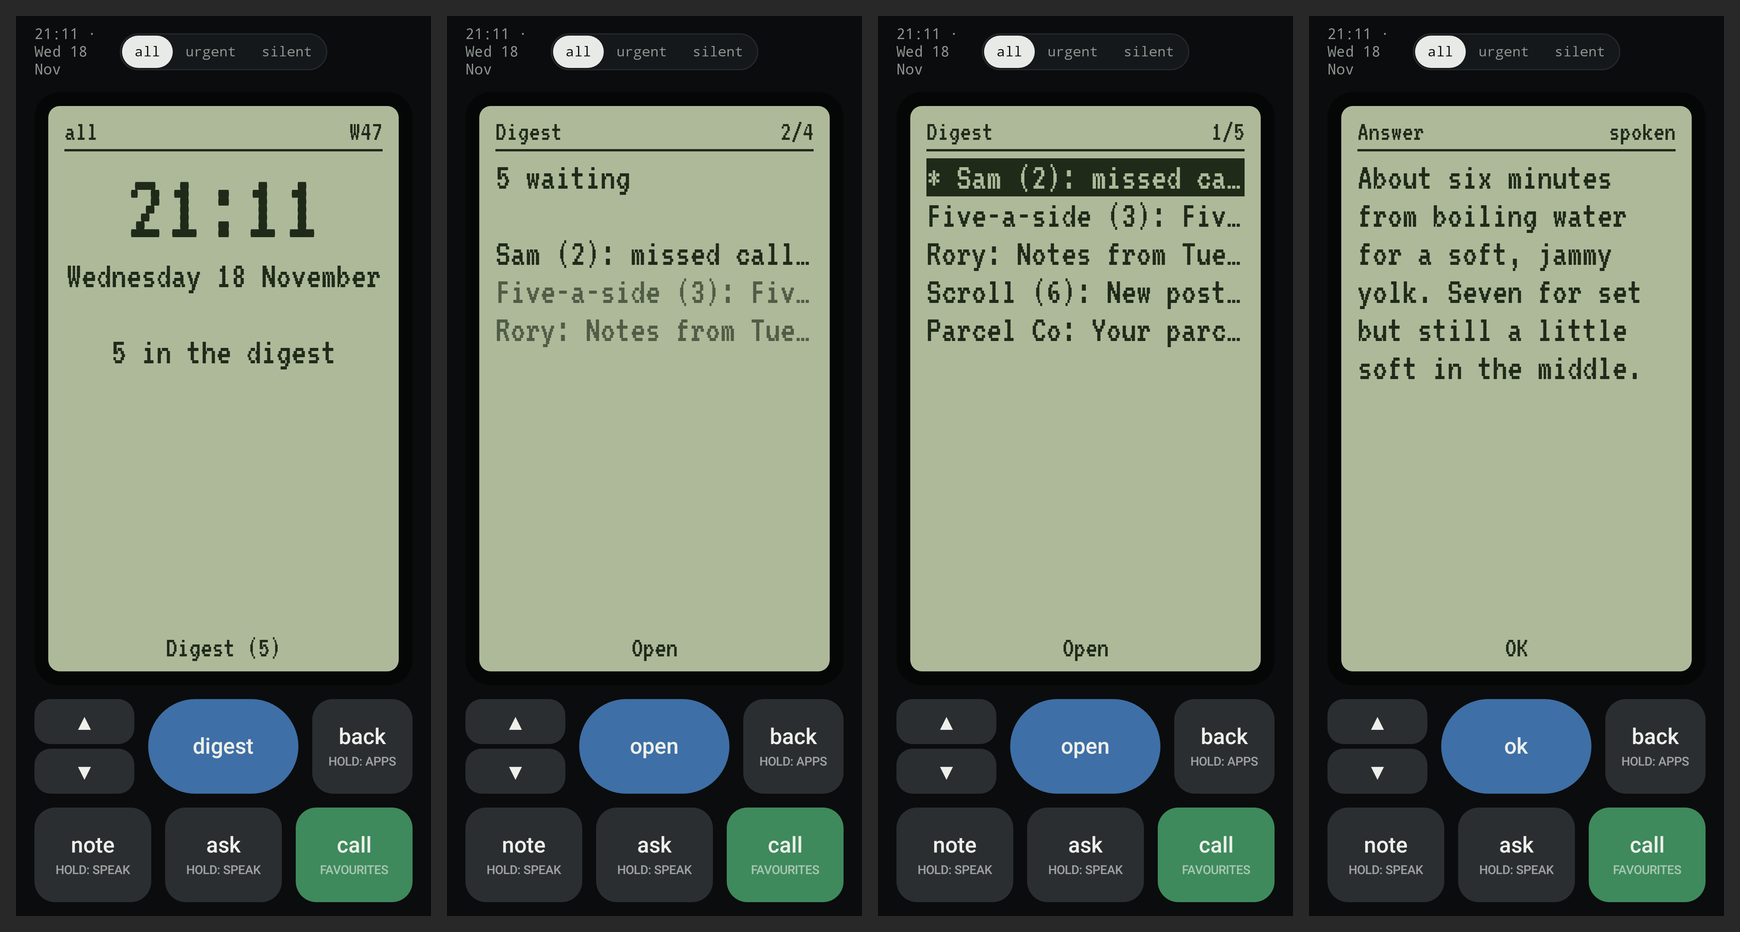 21:11 ·
Wed 18
Nov
all urgent silent
all W47
21:11
Wednesday 18 November
5 in the digest
Digest (5)
▲
▼
digest
back
HOLD: APPS
note
HOLD: SPEAK
ask
HOLD: SPEAK
call
FAVOURITES
21:11 ·
Wed 18
Nov
all urgent silent
Digest 2/4
5 waiting
Sam (2): missed call…
Five-a-side (3): Fiv…
Rory: Notes from Tue…
Open
▲
▼
open
back
HOLD: APPS
note
HOLD: SPEAK
ask
HOLD: SPEAK
call
FAVOURITES
21:11 ·
Wed 18
Nov
all urgent silent
Digest 1/5
* Sam (2): missed ca…
Five-a-side (3): Fiv…
Rory: Notes from Tue…
Scroll (6): New post…
Parcel Co: Your parc…
Open
▲
▼
open
back
HOLD: APPS
note
HOLD: SPEAK
ask
HOLD: SPEAK
call
FAVOURITES
21:11 ·
Wed 18
Nov
all urgent silent
Answer spoken
About six minutes
from boiling water
for a soft, jammy
yolk. Seven for set
but still a little
soft in the middle.
OK
▲
▼
ok
back
HOLD: APPS
note
HOLD: SPEAK
ask
HOLD: SPEAK
call
FAVOURITES